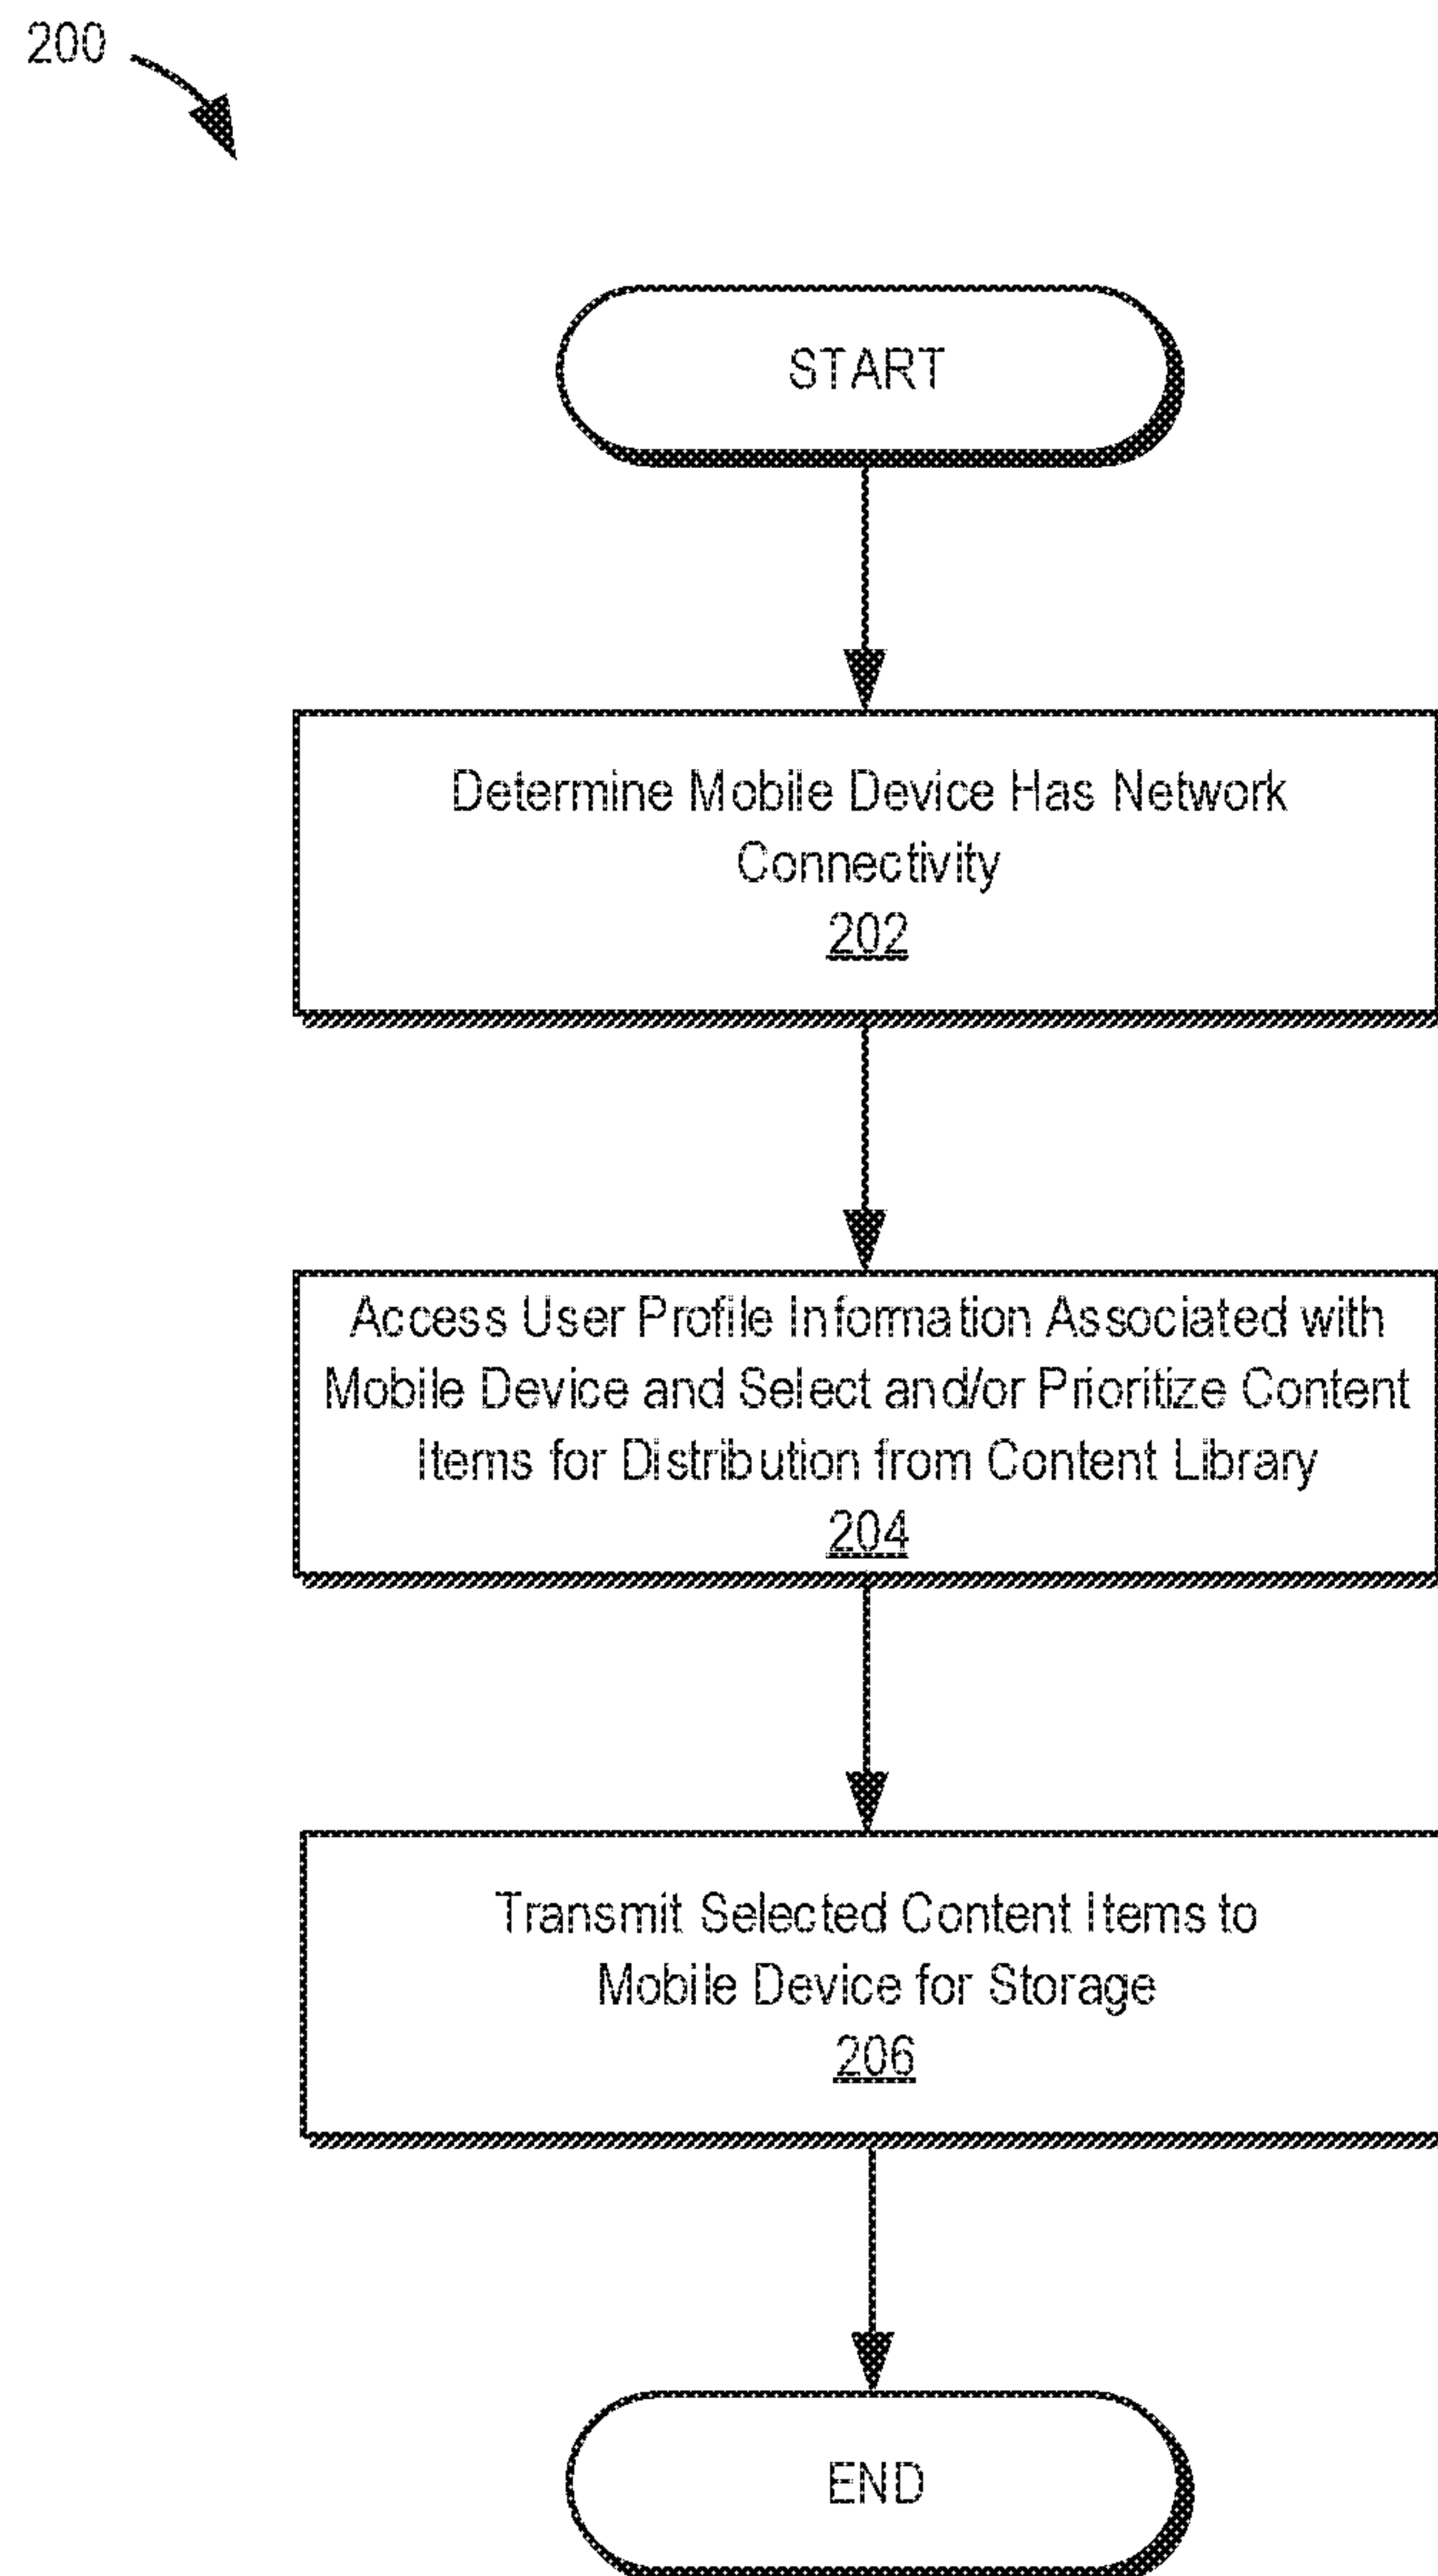 200
START
Determine Mobile Device Has Network
Connectivity
202
Access User Profile Information Associated with
Mobile Device and Select and/or Prioritize Content
Items for Distribution from Content Library
204
Transmit Selected Content Items to
Mobile Device for Storage
206
END